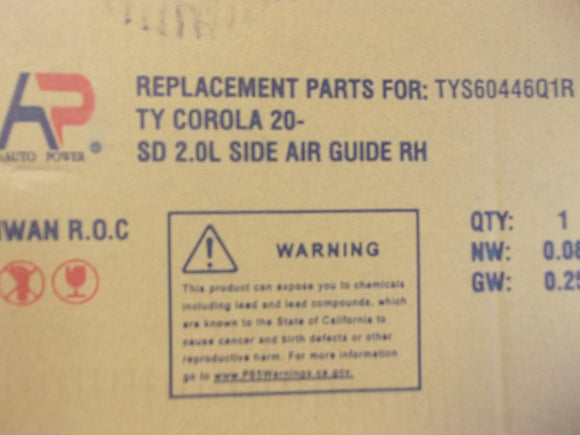 REPLACEMENT PARTS FOR: TYS60446Q1R
TY COROLA 20-
SD 2.0L SIDE AIR GUIDE RH
AP
AUTO POWER ®
IWAN R.O.C
WARNING
This product can expose you to chemicals
including lead and lead compounds, which
are known to the State of California to
cause cancer and birth defects or other
reproductive harm. For more information
go to www.P65Warnings.ca.gov.
QTY: 1
NW: 0.08
GW: 0.25